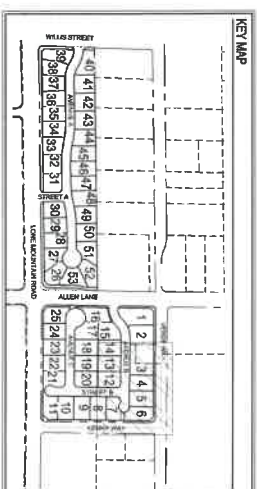 KEY MAP
WILLIS STREET
39 38 37 36 35 34 33 32 31
40 41 42 43 44 45 46 47 48 49 50 51 52 53
STREET A
30 29 28 27 26
LONE MOUNTAIN ROAD
ALLEN LANE
1 2 3 4 5 6
16 17 15 14 13 12 7
18 19 20 8 9
25 24 23 22 21 10 11